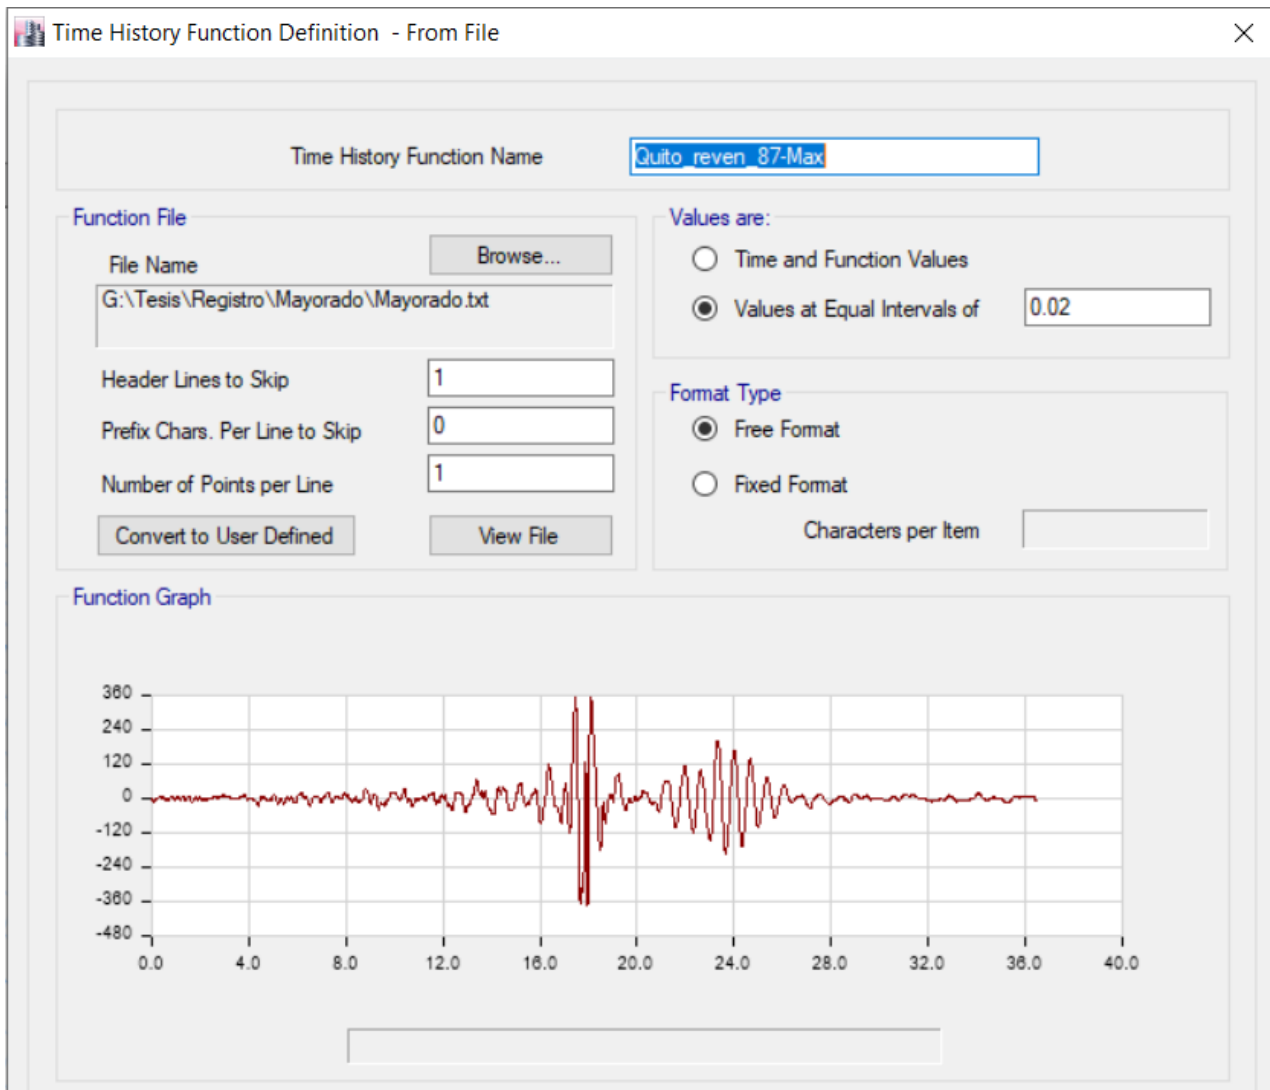 Time History Function Definition - From File
Time History Function Name
Quito_reven_87-Max
Function File
File Name
Browse...
G:\Tesis\Registro\Mayorado\Mayorado.txt
Header Lines to Skip
1
Prefix Chars. Per Line to Skip
0
Number of Points per Line
1
Convert to User Defined
View File
Values are:
Time and Function Values
Values at Equal Intervals of
0.02
Format Type
Free Format
Fixed Format
Characters per Item
Function Graph
360
240
120
0
-120
-240
-360
-480
0.0 4.0 8.0 12.0 16.0 20.0 24.0 28.0 32.0 36.0 40.0